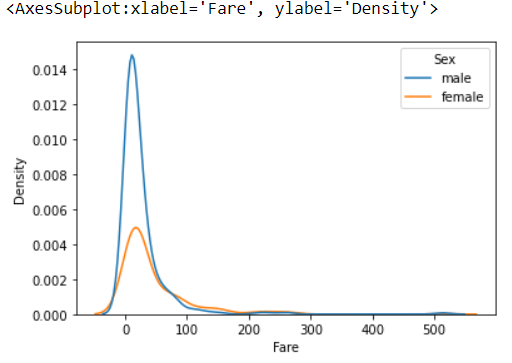 <AxesSubplot:xlabel='Fare', ylabel='Density'>
Sex
male
female
0.014
0.012
0.010
0.008
0.006
0.004
0.002
0.000
Density
0
100
200
300
400
500
Fare